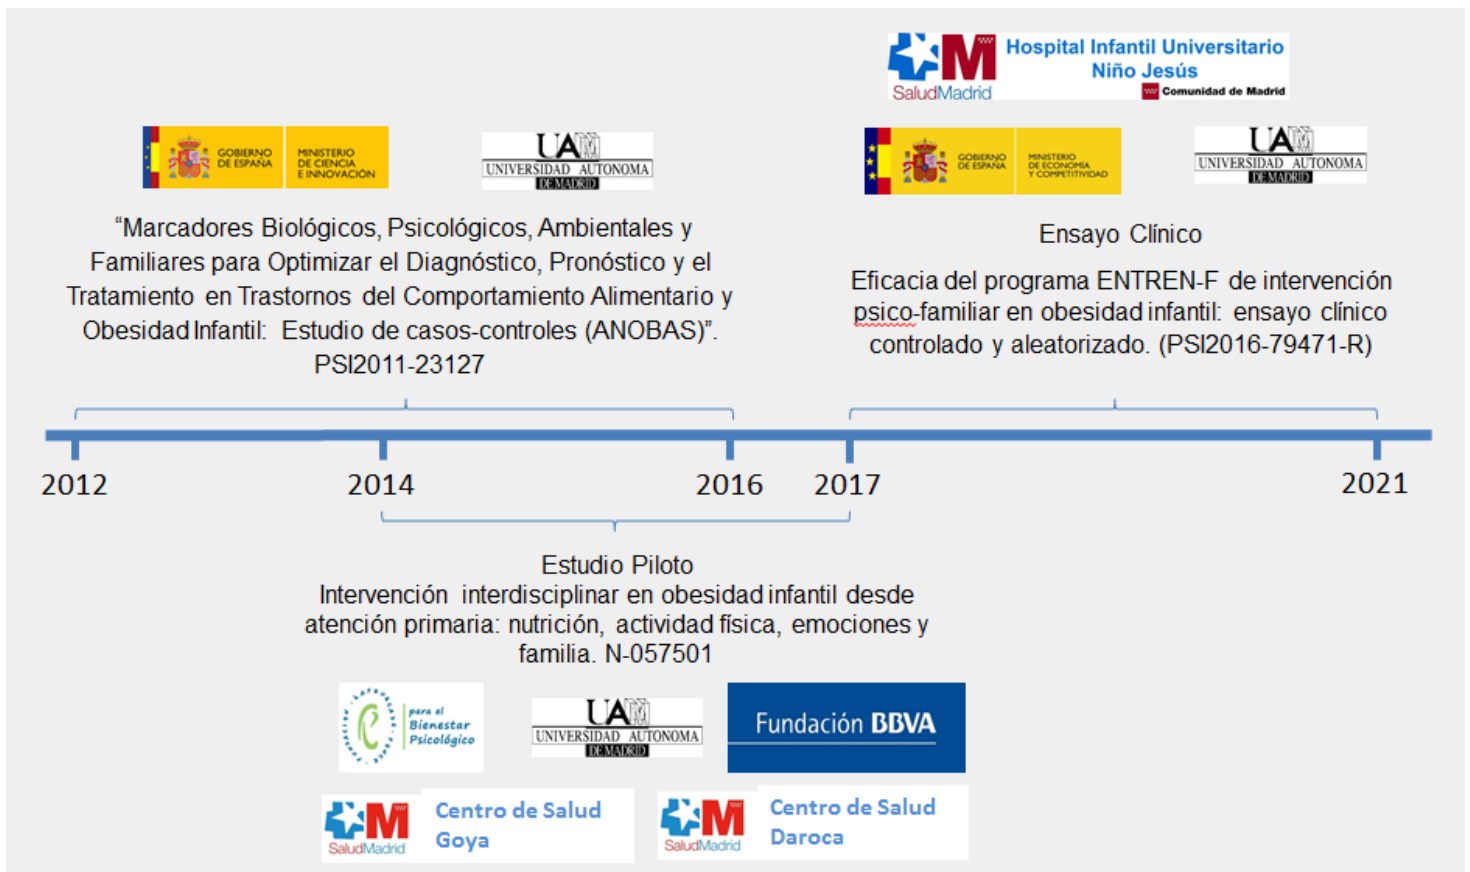 SaludMadrid
Hospital Infantil Universitario
Niño Jesús
Comunidad de Madrid
GOBIERNO
DE ESPAÑA
MINISTERIO
DE CIENCIA
E INNOVACIÓN
UAM
UNIVERSIDAD AUTONOMA
DE MADRID
GOBIERNO
DE ESPAÑA
MINISTERIO
DE ECONOMÍA
Y COMPETITIVIDAD
UAM
UNIVERSIDAD AUTONOMA
DE MADRID
“Marcadores Biológicos, Psicológicos, Ambientales y
Familiares para Optimizar el Diagnóstico, Pronóstico y el
Tratamiento en Trastornos del Comportamiento Alimentario y
Obesidad Infantil: Estudio de casos-controles (ANOBAS)”.
PSI2011-23127
Ensayo Clínico
Eficacia del programa ENTREN-F de intervención
psico-familiar en obesidad infantil: ensayo clínico
controlado y aleatorizado. (PSI2016-79471-R)
2012
2014
2016
2017
2021
Estudio Piloto
Intervención interdisciplinar en obesidad infantil desde
atención primaria: nutrición, actividad física, emociones y
familia. N-057501
para el
Bienestar
Psicológico
UAM
UNIVERSIDAD AUTONOMA
DE MADRID
Fundación BBVA
SaludMadrid
Centro de Salud
Goya
SaludMadrid
Centro de Salud
Daroca